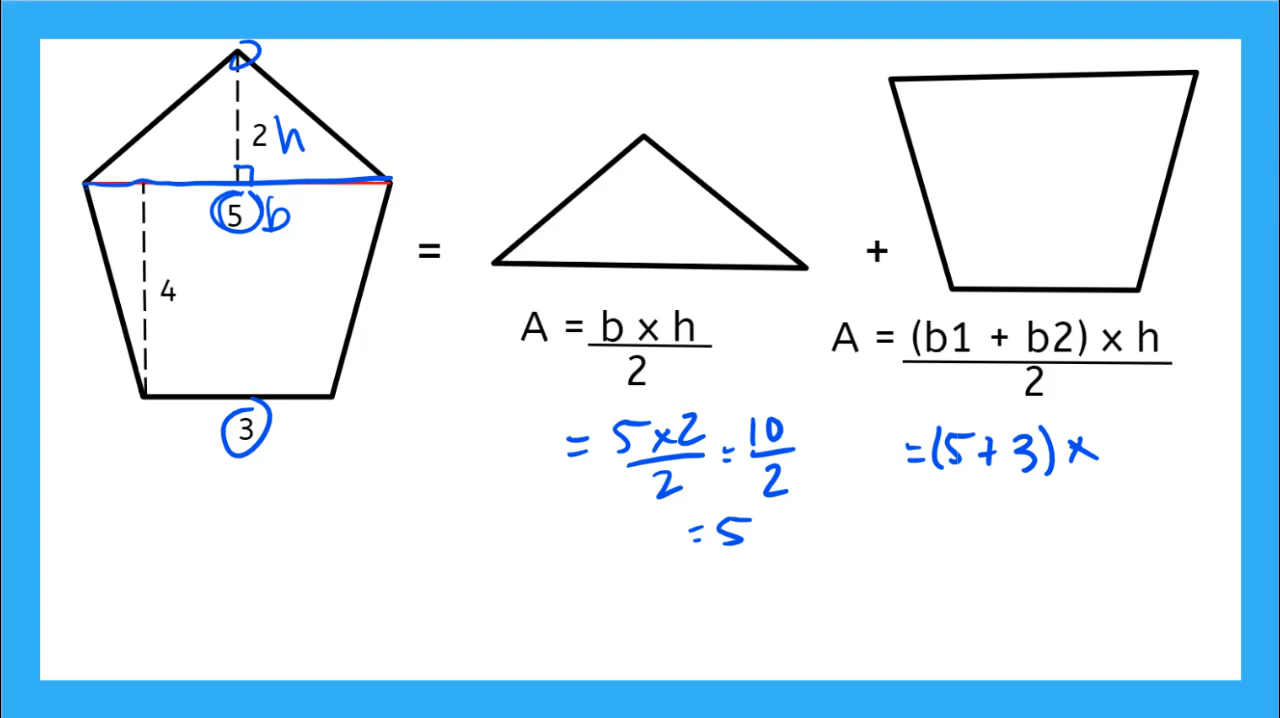 2 h
5 b
4
3
=
+
A = b x h
2
A = (b1 + b2) x h
2
= 5 x 2 = 10
2 2
= 5
= (5 + 3) x